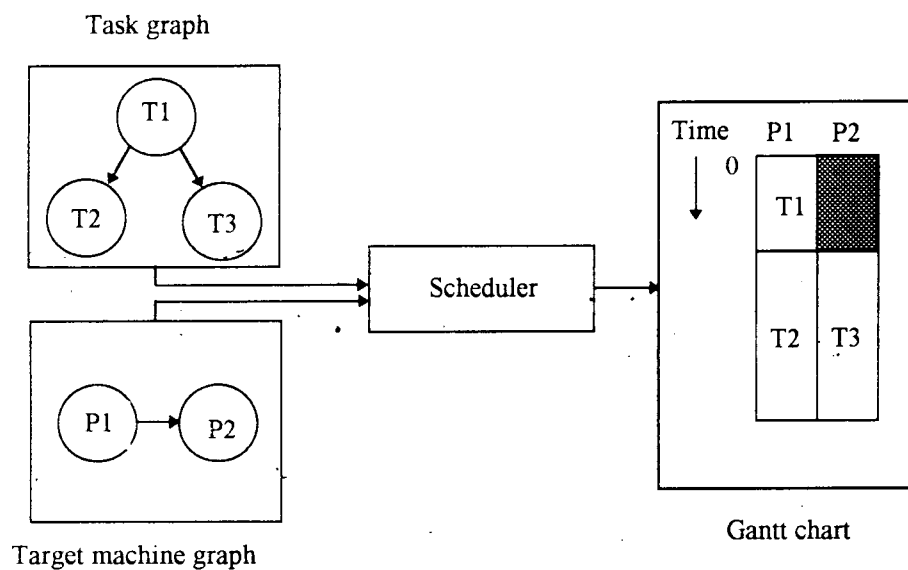 Task graph
T1
T2 T3
Target machine graph
P1 P2
Scheduler
Time P1 P2
0
T1
T2 T3
Gantt chart